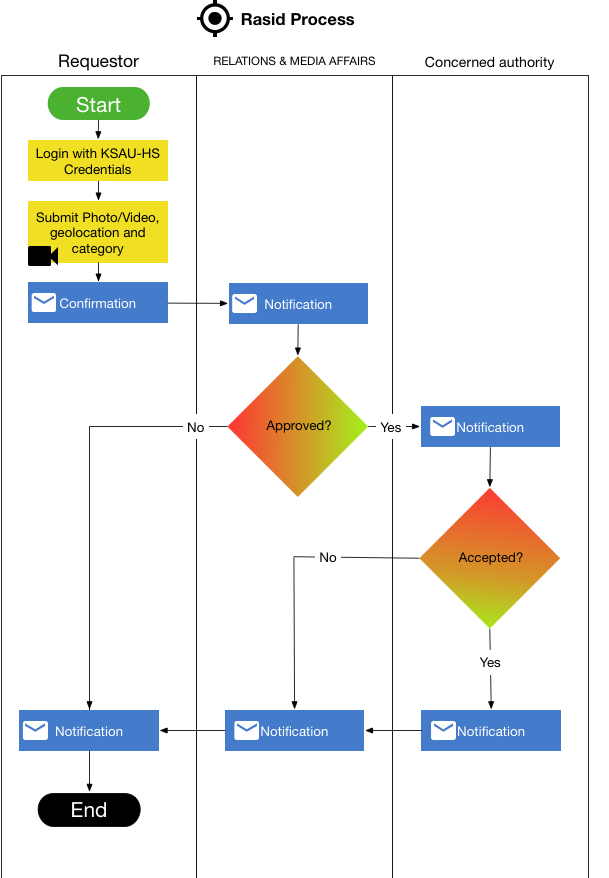 Rasid Process
Requestor
RELATIONS & MEDIA AFFAIRS
Concerned authority
Start
Login with KSAU-HS
Credentials
Submit Photo/Video,
geolocation and
category
Confirmation
Notification
Approved?
No
Yes
Notification
Accepted?
No
Yes
Notification
Notification
Notification
End